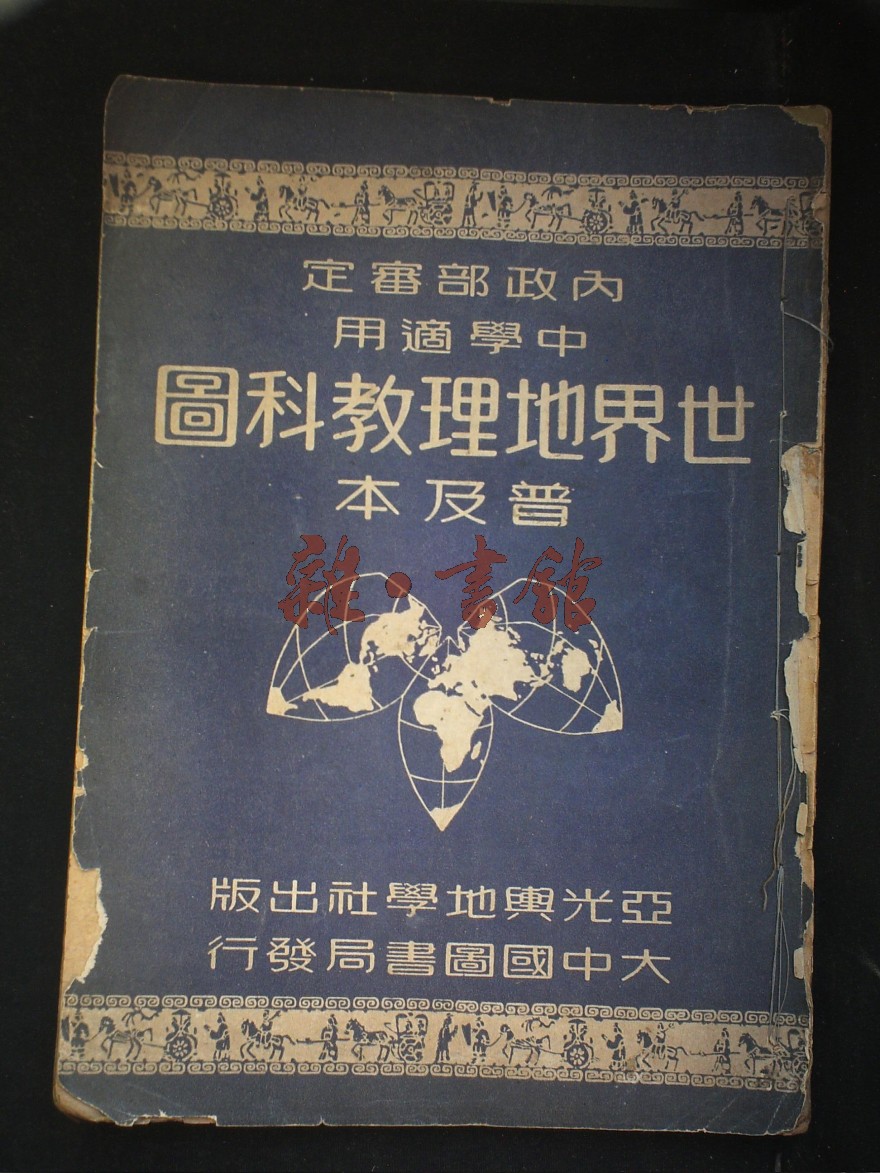 內政部審定
中學適用
世界地理教科圖
普及本
雜·書館
亞光輿地學社出版
大中國圖書局發行